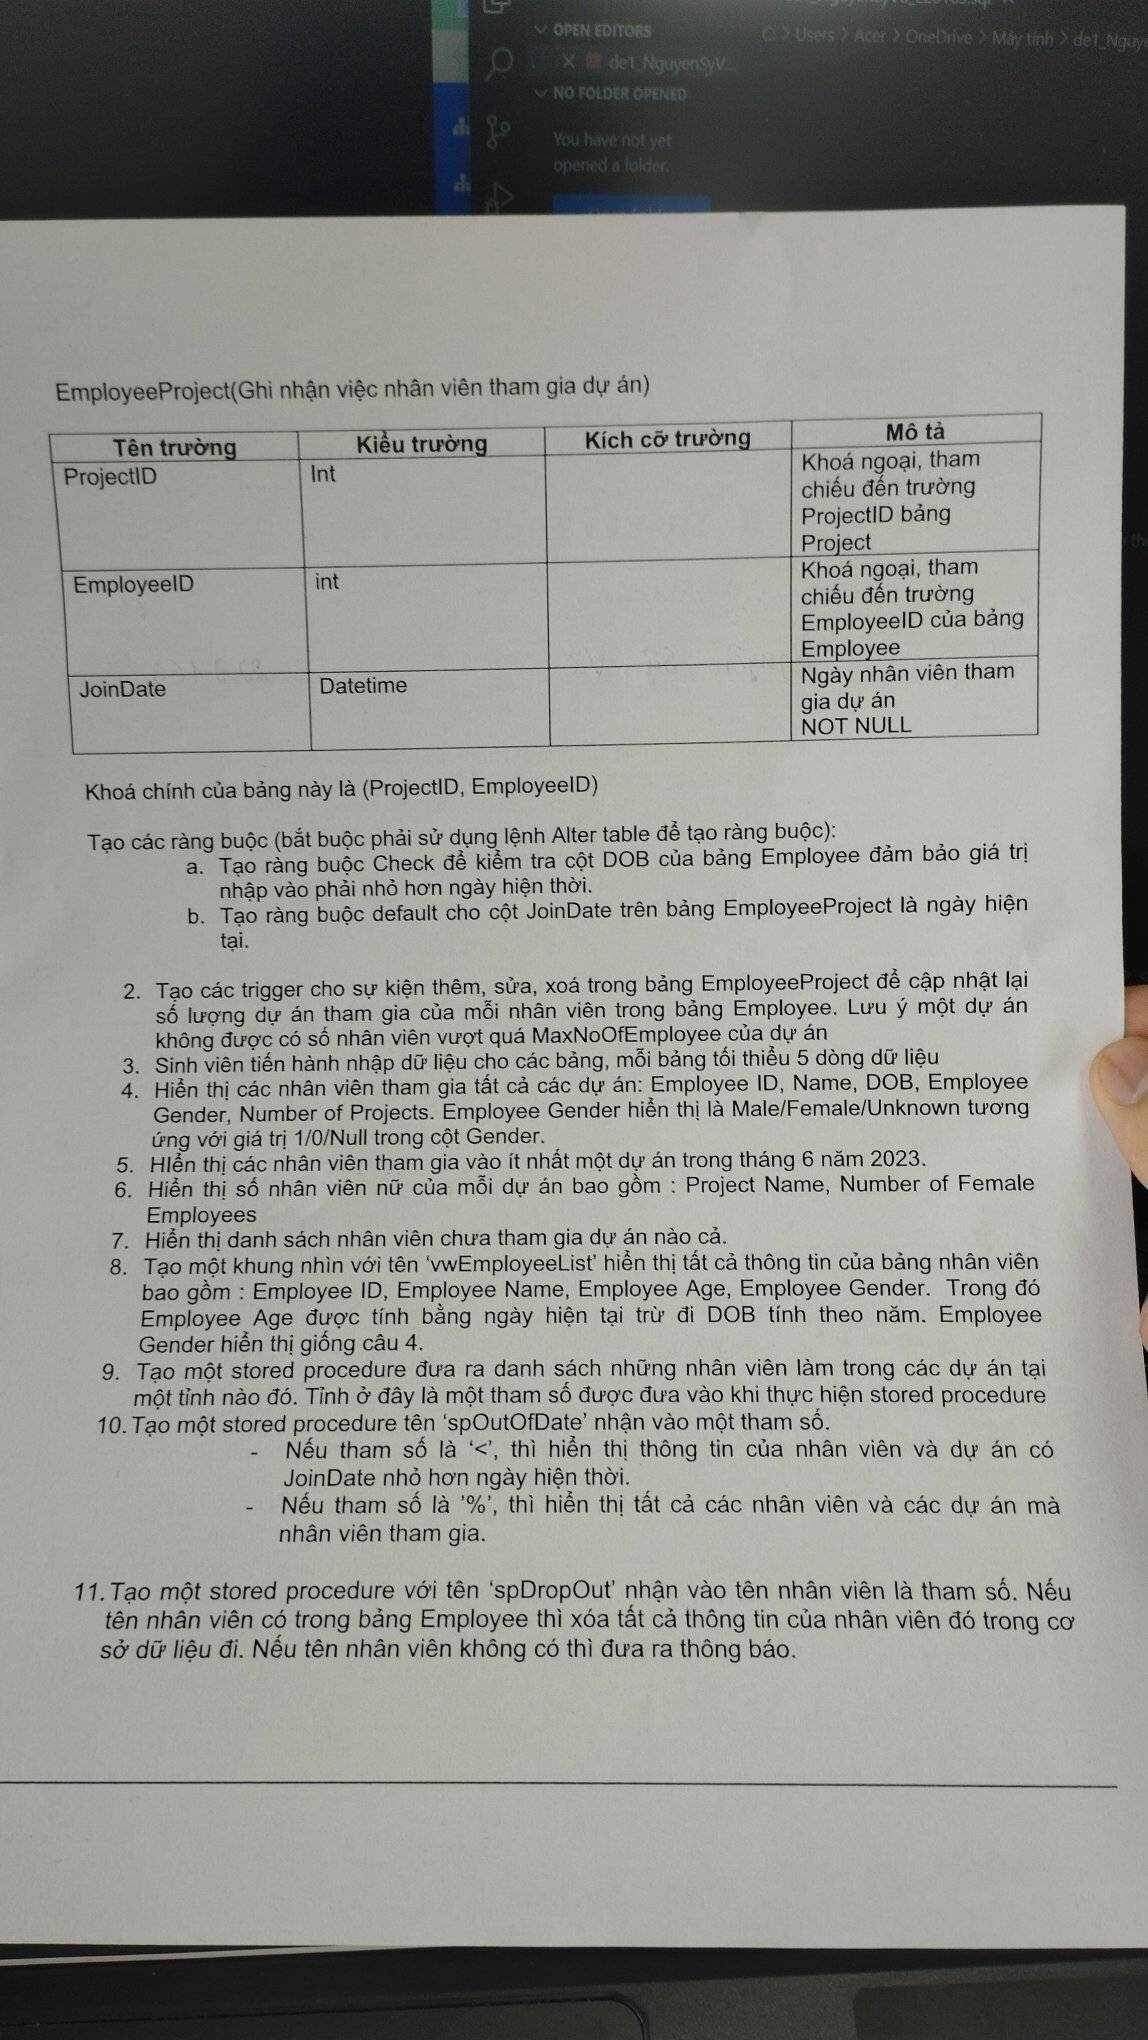 OPEN EDITORS
C: > Users > Acer > OneDrive > Máy tính > de1_Nguy
de1_NguyenSyV...
NO FOLDER OPENED
You have not yet
opened a folder.
EmployeeProject(Ghi nhận việc nhân viên tham gia dự án)
Tên trường Kiểu trường Kích cỡ trường Mô tả
ProjectID Int Khoá ngoại, tham
chiếu đến trường
ProjectID bảng
Project
EmployeeID int Khoá ngoại, tham
chiếu đến trường
EmployeeID của bảng
Employee
JoinDate Datetime Ngày nhân viên tham
gia dự án
NOT NULL
Khoá chính của bảng này là (ProjectID, EmployeeID)
Tạo các ràng buộc (bắt buộc phải sử dụng lệnh Alter table để tạo ràng buộc):
a. Tạo ràng buộc Check để kiểm tra cột DOB của bảng Employee đảm bảo giá trị
nhập vào phải nhỏ hơn ngày hiện thời.
b. Tạo ràng buộc default cho cột JoinDate trên bảng EmployeeProject là ngày hiện
tại.
2. Tạo các trigger cho sự kiện thêm, sửa, xoá trong bảng EmployeeProject để cập nhật lại
số lượng dự án tham gia của mỗi nhân viên trong bảng Employee. Lưu ý một dự án
không được có số nhân viên vượt quá MaxNoOfEmployee của dự án
3. Sinh viên tiến hành nhập dữ liệu cho các bảng, mỗi bảng tối thiểu 5 dòng dữ liệu
4. Hiển thị các nhân viên tham gia tất cả các dự án: Employee ID, Name, DOB, Employee
Gender, Number of Projects. Employee Gender hiển thị là Male/Female/Unknown tương
ứng với giá trị 1/0/Null trong cột Gender.
5. HIển thị các nhân viên tham gia vào ít nhất một dự án trong tháng 6 năm 2023.
6. Hiển thị số nhân viên nữ của mỗi dự án bao gồm : Project Name, Number of Female
Employees
7. Hiển thị danh sách nhân viên chưa tham gia dự án nào cả.
8. Tạo một khung nhìn với tên ‘vwEmployeeList’ hiển thị tất cả thông tin của bảng nhân viên
bao gồm : Employee ID, Employee Name, Employee Age, Employee Gender. Trong đó
Employee Age được tính bằng ngày hiện tại trừ đi DOB tính theo năm. Employee
Gender hiển thị giống câu 4.
9. Tạo một stored procedure đưa ra danh sách những nhân viên làm trong các dự án tại
một tỉnh nào đó. Tỉnh ở đây là một tham số được đưa vào khi thực hiện stored procedure
10. Tạo một stored procedure tên ‘spOutOfDate’ nhận vào một tham số.
- Nếu tham số là ‘<’, thì hiển thị thông tin của nhân viên và dự án có
JoinDate nhỏ hơn ngày hiện thời.
- Nếu tham số là ‘%’, thì hiển thị tất cả các nhân viên và các dự án mà
nhân viên tham gia.
11. Tạo một stored procedure với tên ‘spDropOut’ nhận vào tên nhân viên là tham số. Nếu
tên nhân viên có trong bảng Employee thì xóa tất cả thông tin của nhân viên đó trong cơ
sở dữ liệu đi. Nếu tên nhân viên không có thì đưa ra thông báo.